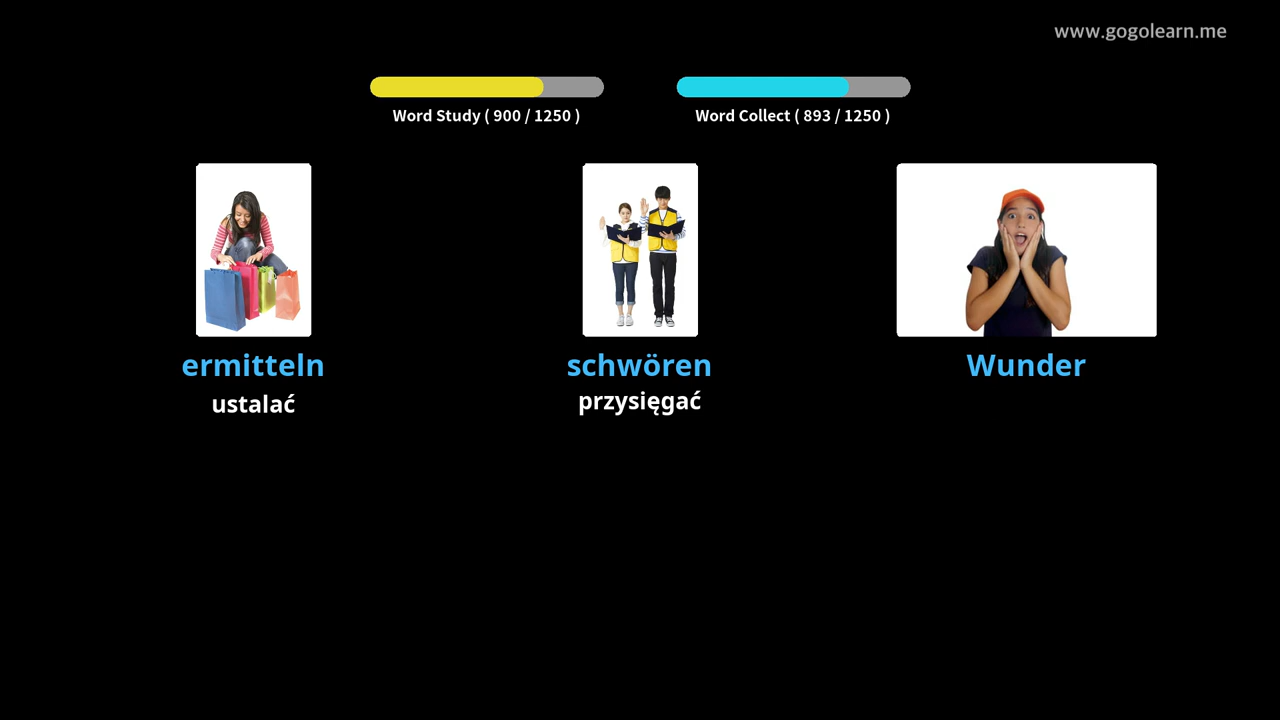 www.gogolearn.me
Word Study ( 900 / 1250 )
Word Collect ( 893 / 1250 )
ermitteln
schwören
Wunder
ustalać
przysięgać